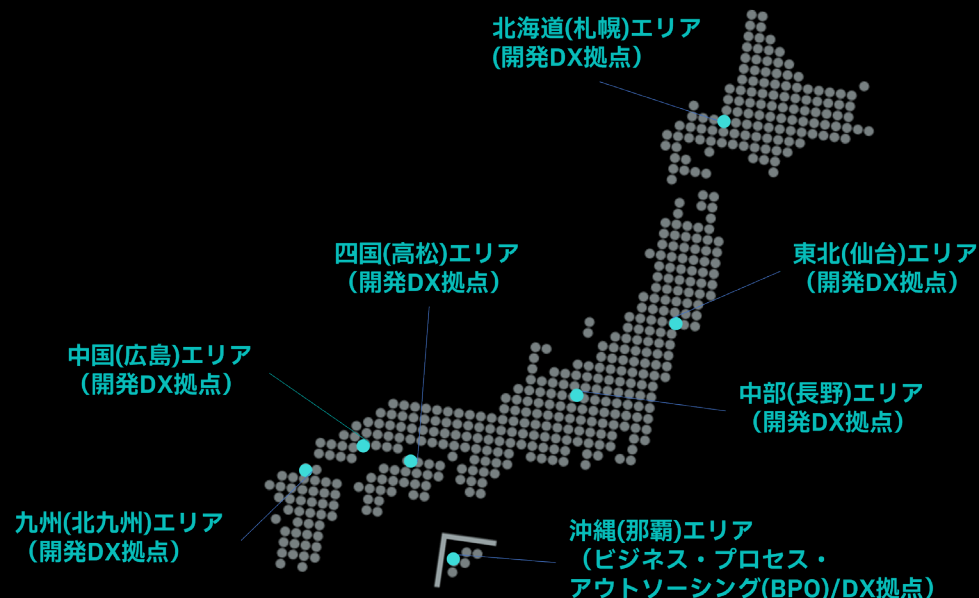 北海道(札幌)エリア
(開発DX拠点）
四国(高松)エリア
（開発DX拠点）
東北(仙台)エリア
（開発DX拠点）
中国(広島)エリア
（開発DX拠点）
中部(長野)エリア
（開発DX拠点）
九州(北九州)エリア
（開発DX拠点）
沖縄(那覇)エリア
（ビジネス・プロセス・
アウトソーシング(BPO)/DX拠点）